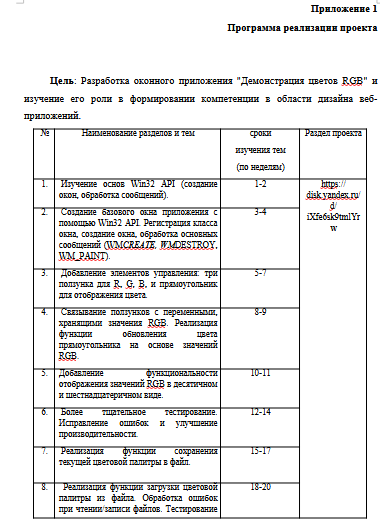 Приложение 1
Программа реализации проекта
Цель: Разработка оконного приложения "Демонстрация цветов RGB" и
изучение его роли в формировании компетенции в области дизайна веб-
приложений.
№ Наименование разделов и тем сроки Раздел проекта
изучения тем
(по неделям)
1. Изучение основ Win32 API (создание 1-2 https://
окон, обработка сообщений). disk.yandex.ru/
d/
2. Создание базового окна приложения с 3-4 iXfe6sk9tmlYr
помощью Win32 API. Регистрация класса w
окна, создание окна, обработка основных
сообщений (WMCREATE, WMDESTROY,
WM_PAINT).
3. Добавление элементов управления: три 5-7
ползунка для R, G, B, и прямоугольник
для отображения цвета.
4. Связывание ползунков с переменными, 8-9
хранящими значения RGB. Реализация
функции обновления цвета
прямоугольника на основе значений
RGB.
5. Добавление функциональности 10-11
отображения значений RGB в десятичном
и шестнадцатеричном виде.
6. Более тщательное тестирование. 12-14
Исправление ошибок и улучшение
производительности.
7. Реализация функции сохранения 15-17
текущей цветовой палитры в файл.
8. Реализация функции загрузки цветовой 18-20
палитры из файла. Обработка ошибок
при чтении/записи файлов. Тестирование